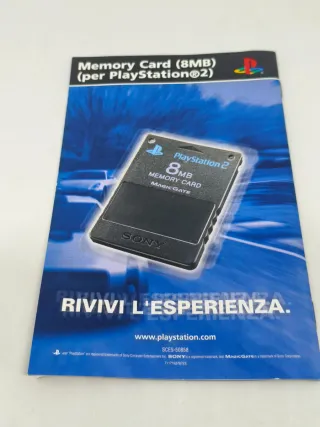 Memory Card (8MB)
(per PlayStation®2)
PlayStation 2
8MB
MEMORY CARD
MAGICGATE
SONY
RIVIVI L'ESPERIENZA.
www.playstation.com